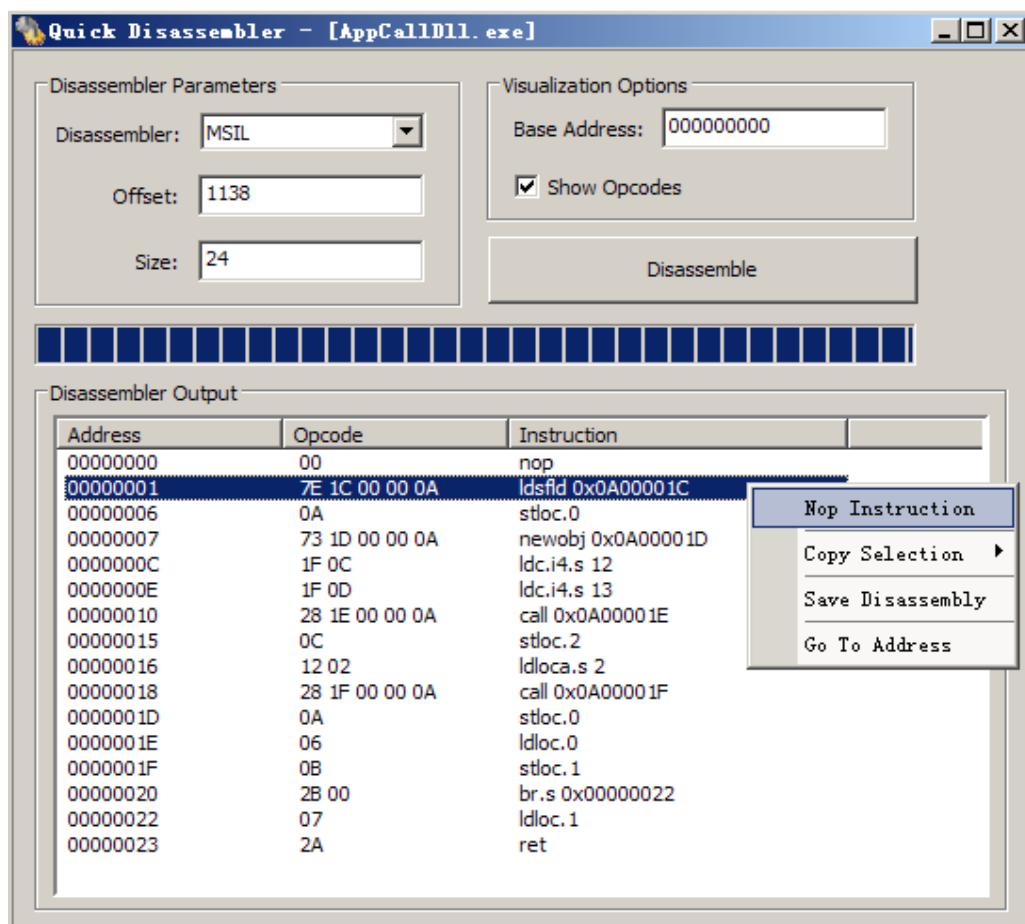 Quick Disassembler - [AppCallDll.exe]
Disassembler Parameters
Disassembler: MSIL
Offset: 1138
Size: 24
Visualization Options
Base Address: 000000000
Show Opcodes
Disassemble
Disassembler Output
Address Opcode Instruction
00000000 00 nop
00000001 7E 1C 00 00 0A ldsfld 0x0A00001C
00000006 0A stloc.0
00000007 73 1D 00 00 0A newobj 0x0A00001D
0000000C 1F 0C ldc.i4.s 12
0000000E 1F 0D ldc.i4.s 13
00000010 28 1E 00 00 0A call 0x0A00001E
00000015 0C stloc.2
00000016 12 02 ldloca.s 2
00000018 28 1F 00 00 0A call 0x0A00001F
0000001D 0A stloc.0
0000001E 06 ldloc.0
0000001F 0B stloc.1
00000020 2B 00 br.s 0x00000022
00000022 07 ldloc.1
00000023 2A ret
Nop Instruction
Copy Selection
Save Disassembly
Go To Address